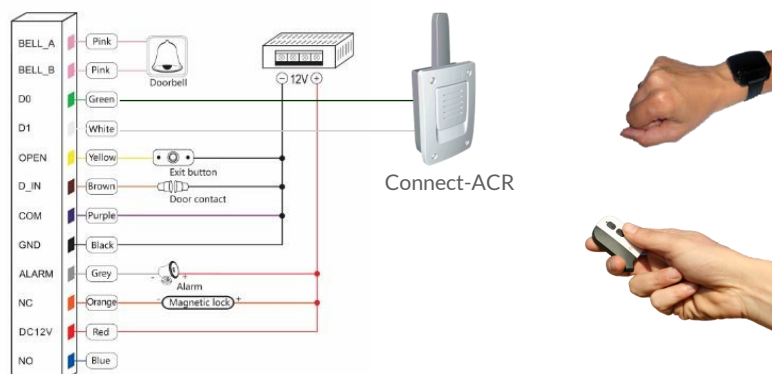 BELL_A Pink
BELL_B Pink
Doorbell
12V
D0 Green
D1 White
OPEN Yellow
Exit button
D_IN Brown
Door contact
COM Purple
GND Black
ALARM Grey - +
Alarm
NC Orange - Magnetic lock +
DC12V Red
NO Blue
Connect-ACR